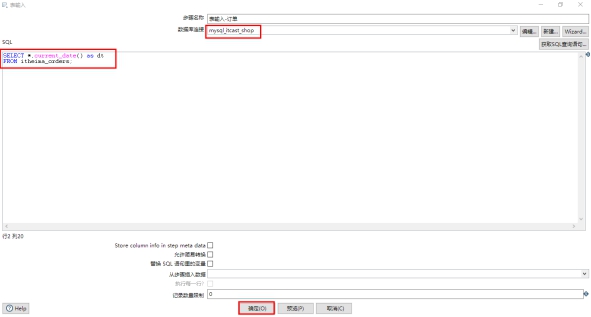 表输入
步骤名称 表输入-订单
数据库连接 mysql_itcast_shop 编辑... 新建... Wizard...
SQL 获取SQL查询语句...
SELECT *,current_date() as dt
FROM itheima_orders;
行2 列20
Store column info in step meta data
允许简易转换
替换 SQL 语句里的变量
从步骤插入数据
执行每一行?
记录数量限制 0
Help 确定(O) 预览(P) 取消(C)